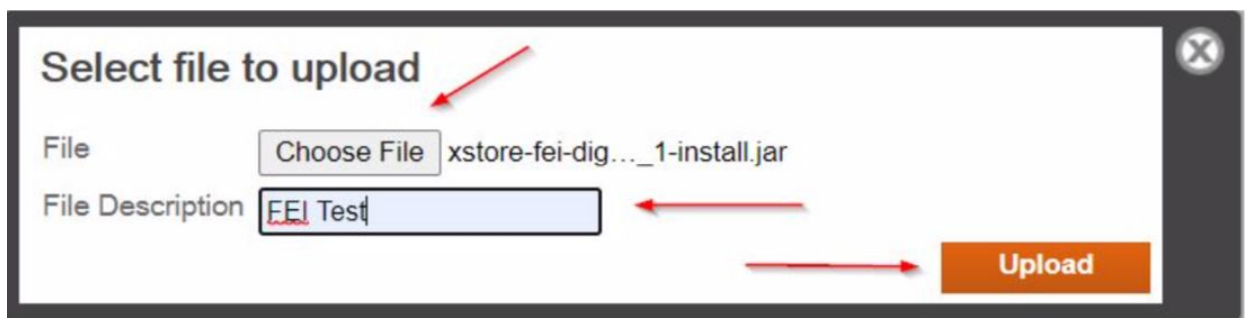 Select file to upload
X
File Choose File xstore-fei-dig..._1-install.jar
File Description FEI Test
Upload